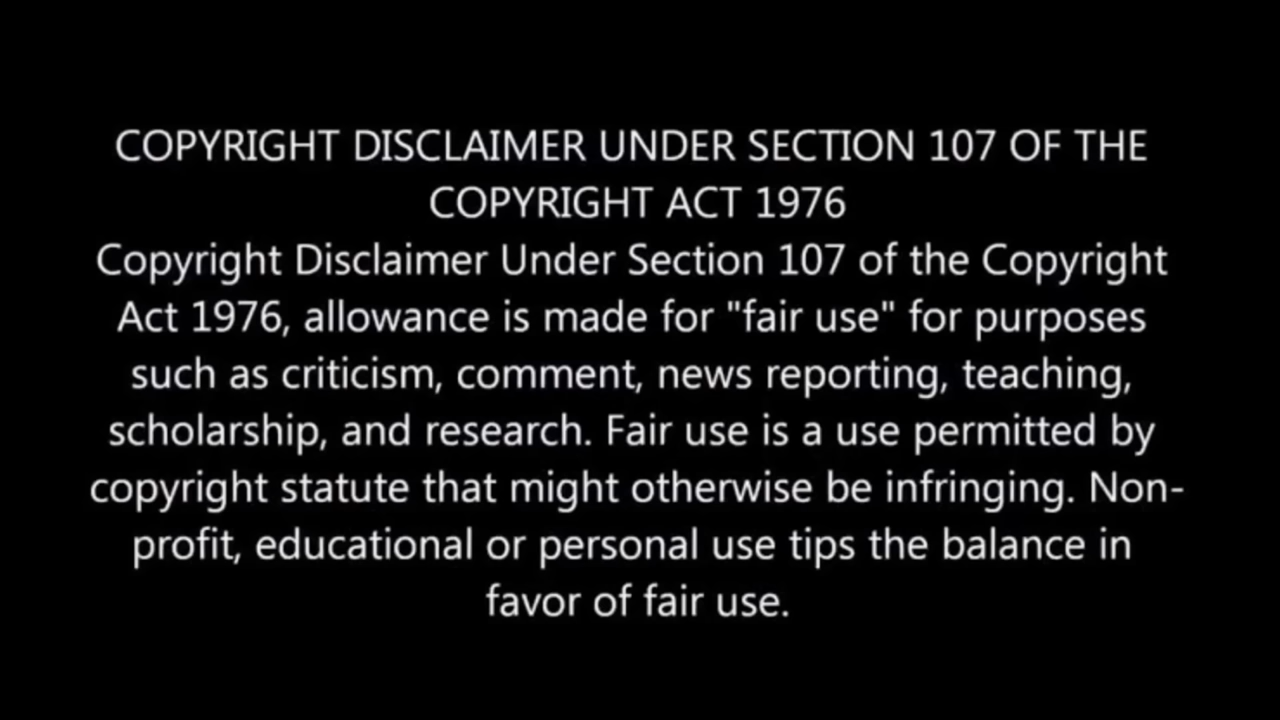 COPYRIGHT DISCLAIMER UNDER SECTION 107 OF THE
COPYRIGHT ACT 1976
Copyright Disclaimer Under Section 107 of the Copyright
Act 1976, allowance is made for "fair use" for purposes
such as criticism, comment, news reporting, teaching,
scholarship, and research. Fair use is a use permitted by
copyright statute that might otherwise be infringing. Non-
profit, educational or personal use tips the balance in
favor of fair use.